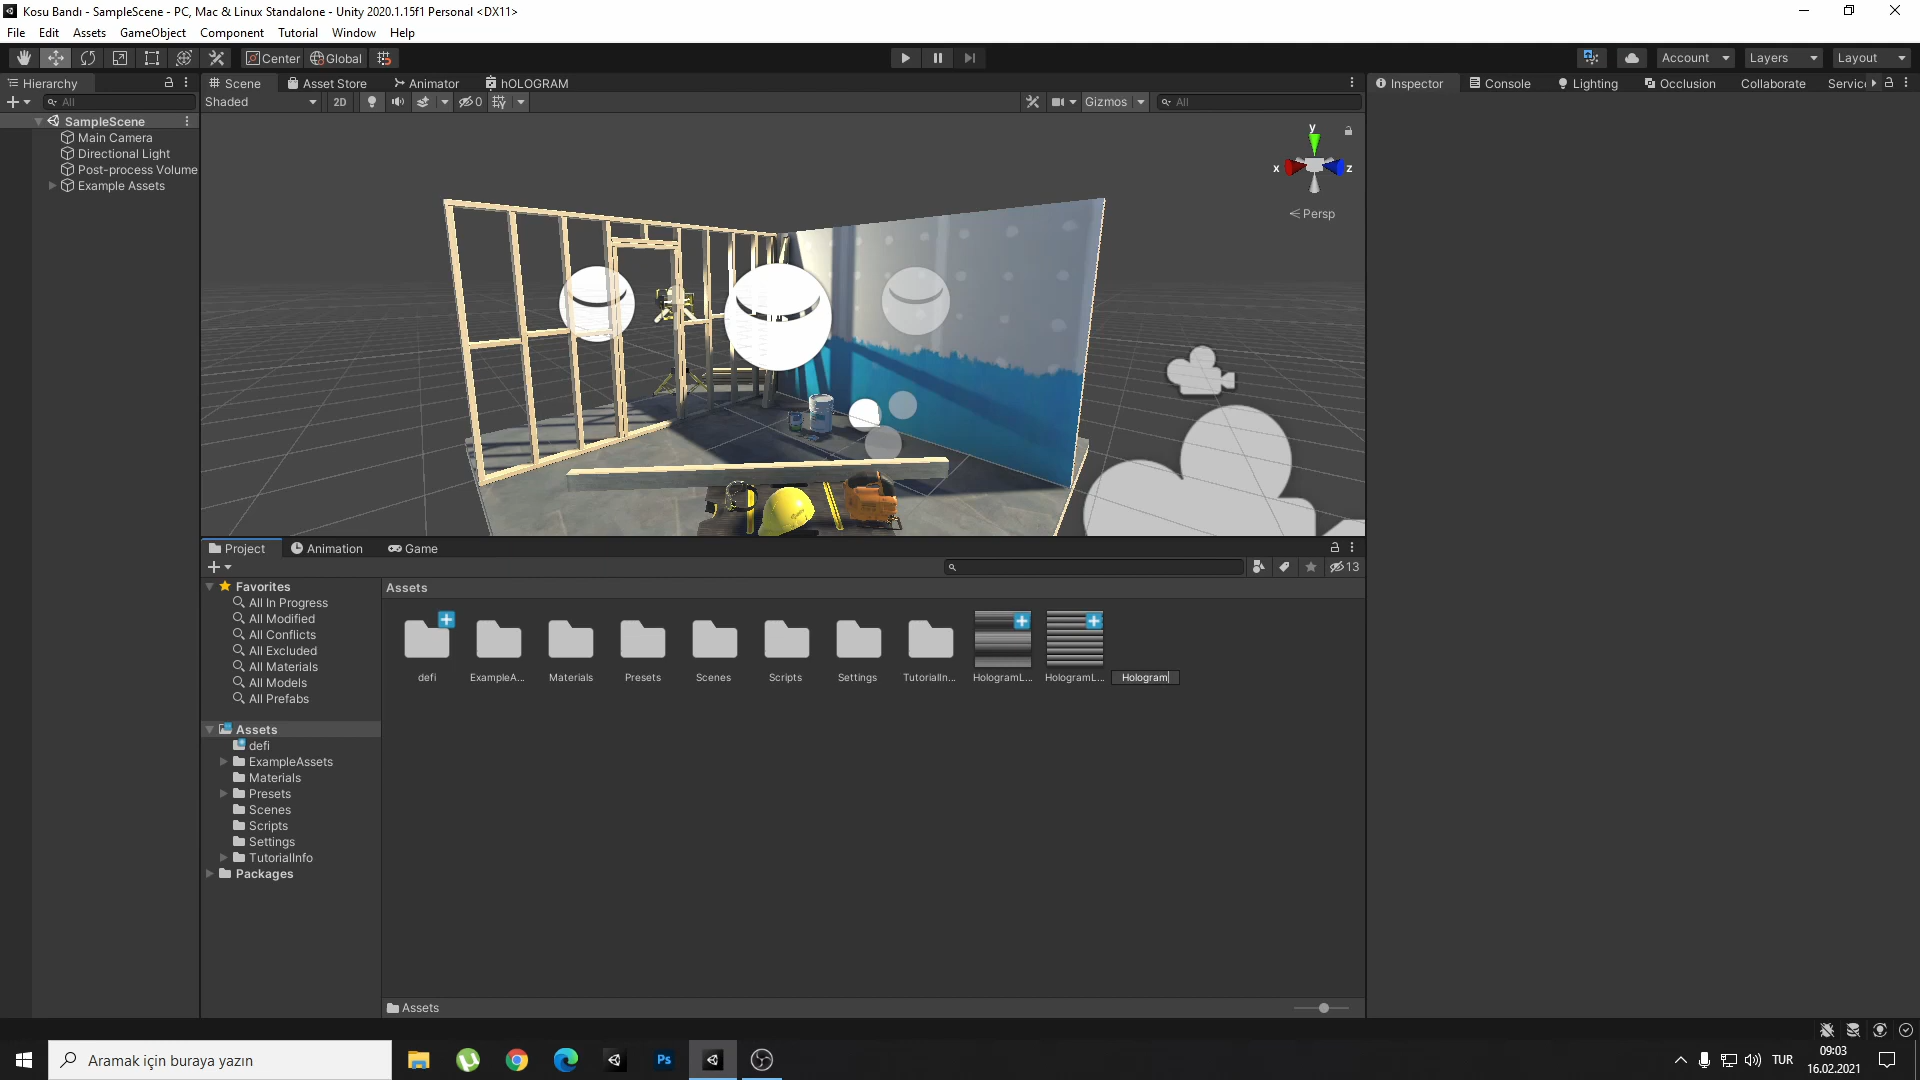 Kosu Bandı - SampleScene - PC, Mac & Linux Standalone - Unity 2020.1.15f1 Personal <DX11>
File Edit Assets GameObject Component Tutorial Window Help
Center Global Account Layers Layout
Hierarchy Scene Asset Store Animator hOLOGRAM Inspector Console Lighting Occlusion Collaborate Servic
All Shaded 2D 0 Gizmos All
SampleScene
Main Camera
Directional Light
Post-process Volume
Example Assets
y
x z
Persp
Project Animation Game
13
Favorites
All In Progress
All Modified
All Conflicts
All Excluded
All Materials
All Models
All Prefabs
Assets
defi
ExampleAssets
Materials
Presets
Scenes
Scripts
Settings
TutorialInfo
Packages
Assets
defi ExampleA... Materials Presets Scenes Scripts Settings TutorialIn... HologramL... HologramL... Hologram
Assets
Aramak için buraya yazın
Ps
TUR
09:03
16.02.2021